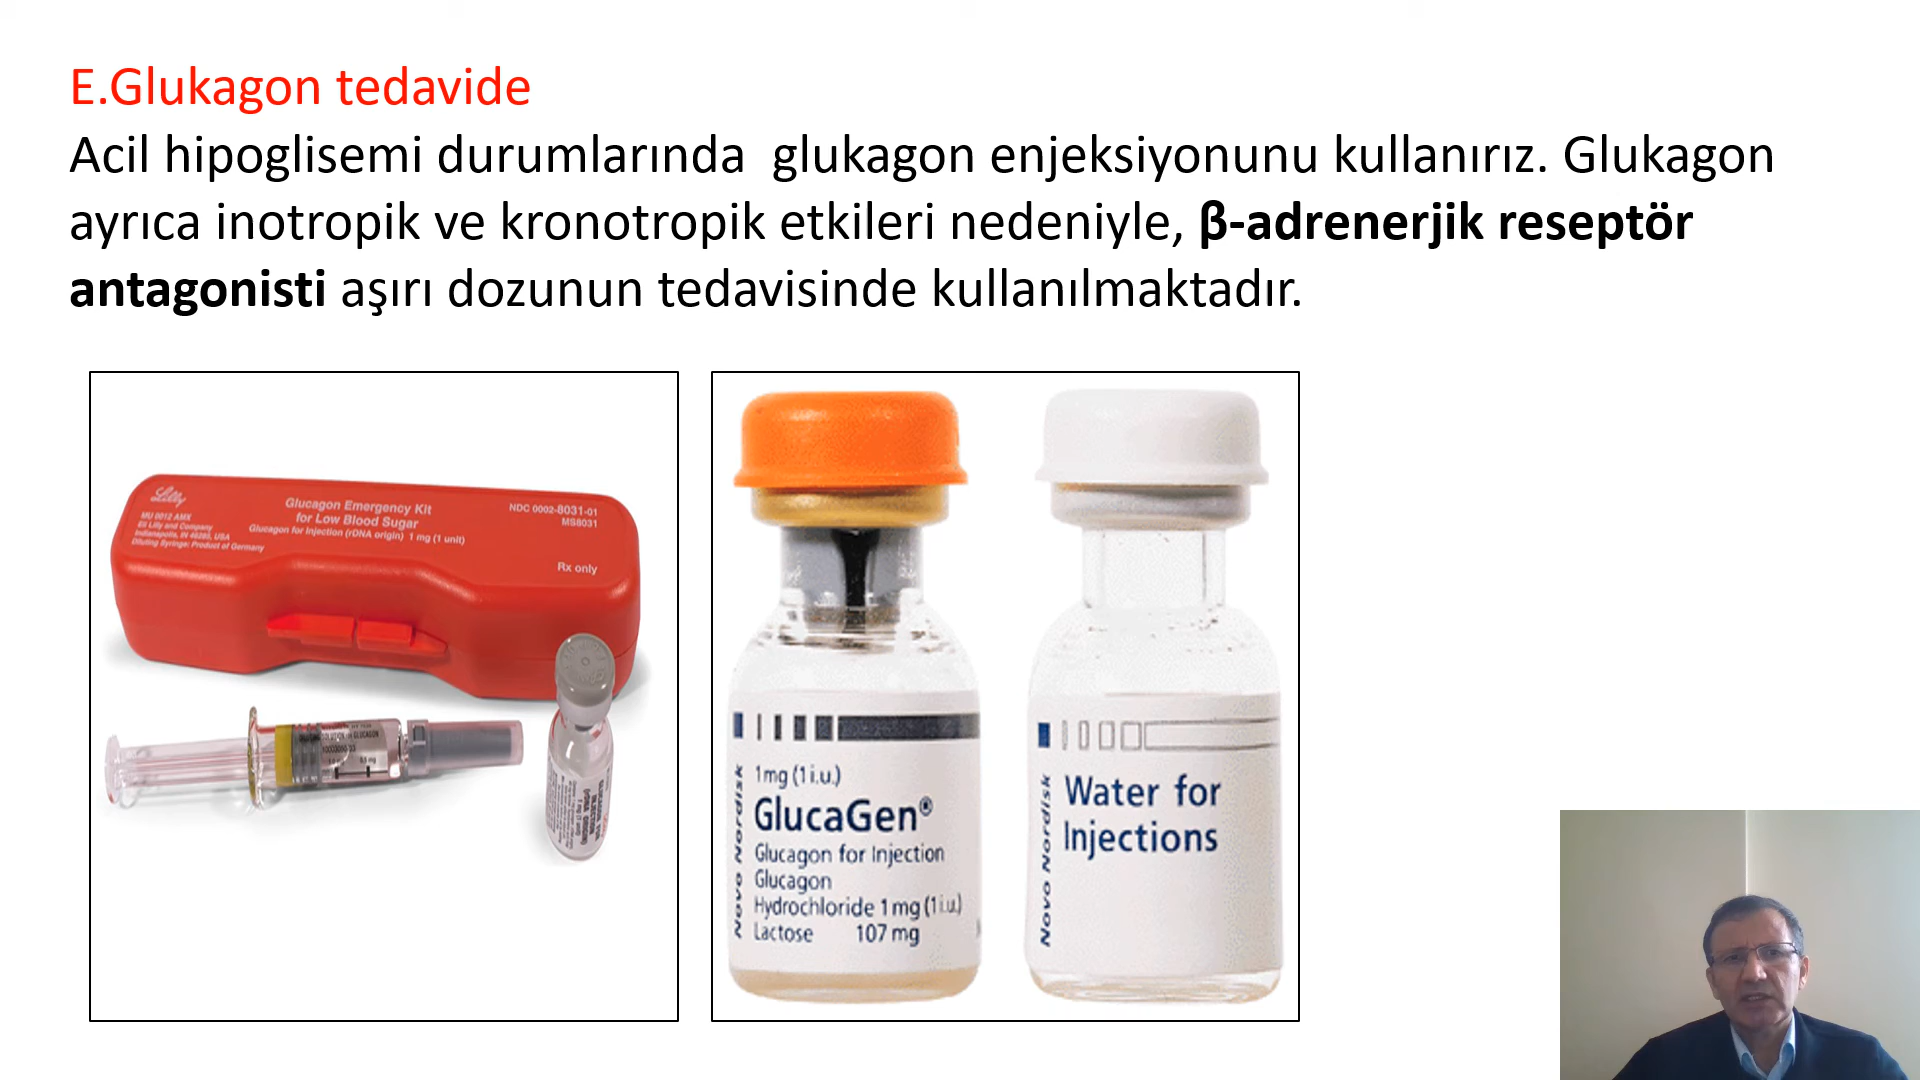 E.Glukagon tedavide
Acil hipoglisemi durumlarında  glukagon enjeksiyonunu kullanırız. Glukagon
ayrıca inotropik ve kronotropik etkileri nedeniyle, β-adrenerjik reseptör
antagonisti aşırı dozunun tedavisinde kullanılmaktadır.
Lilly
MU 0012 AMX
Eli Lilly and Company
Indianapolis, IN 46285, USA
Diluting Syringe: Product of Germany
Glucagon Emergency Kit
for Low Blood Sugar
Glucagon for Injection (rDNA origin) 1 mg (1 unit)
NDC 0002-8031-01
MS8031
Rx only
Novo Nordisk
1mg (1 i.u.)
GlucaGen®
Glucagon for Injection
Glucagon
Hydrochloride 1 mg (1 i.u.)
Lactose 107 mg
Novo Nordisk
Water for
Injections